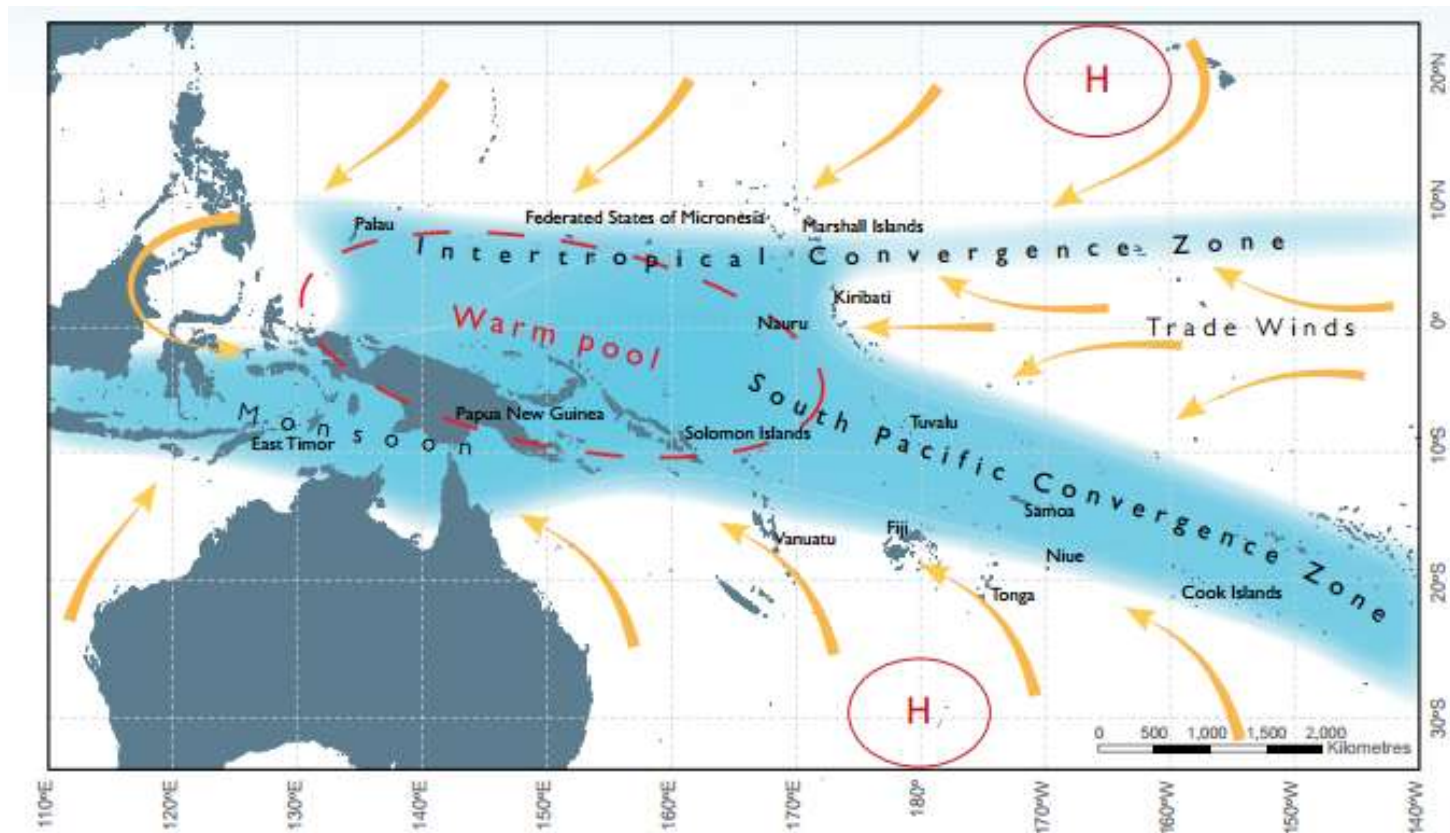 H
20°N
Palau
Federated States of Micronesia
Marshall Islands
10°N
Intertropical Convergence Zone
Kiribati
Warm pool
Nauru
Trade Winds
0°
Monsoon
East Timor
Papua New Guinea
Solomon Islands
South Pacific Convergence Zone
Tuvalu
10°S
Samoa
Vanuatu
Fiji
Niue
Tonga
Cook Islands
20°S
H
30°S
0 500 1,000 1,500 2,000
Kilometres
110°E 120°E 130°E 140°E 150°E 160°E 170°E 180° 170°W 160°W 150°W 140°W